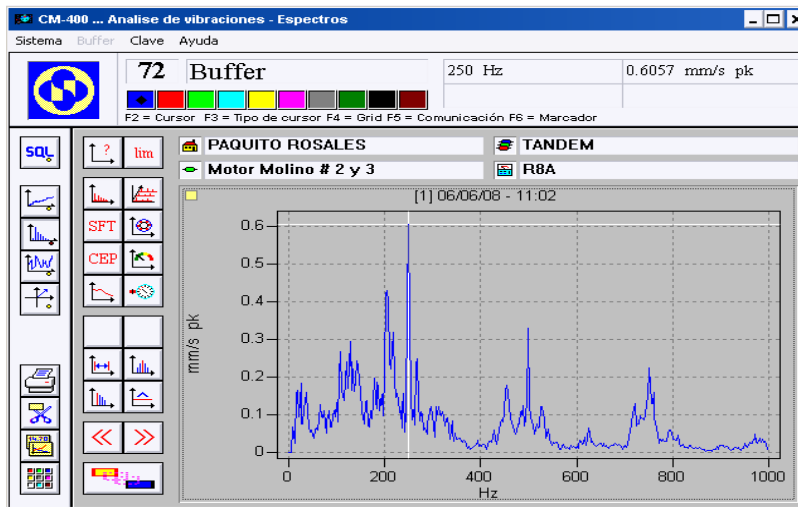 CM-400 ... Analise de vibraciones - Espectros
Sistema Buffer Clave Ayuda
72 Buffer
250 Hz
0.6057 mm/s pk
F2 = Cursor F3 = Tipo de cursor F4 = Grid F5 = Comunicación F6 = Marcador
SQL
? lim
PAQUITO ROSALES
TANDEM
Motor Molino # 2 y 3
R8A
[1] 06/06/08 - 11:02
SFT
CEP
14.70
<< >>
mm/s pk
0.6
0.5
0.4
0.3
0.2
0.1
0
0 200 400 600 800 1000
Hz